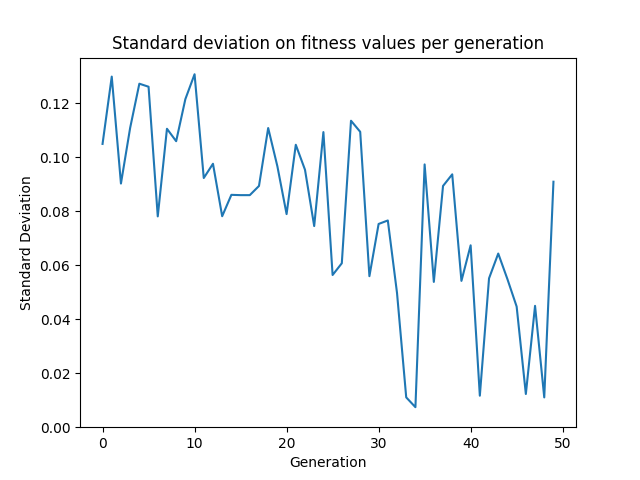 Standard deviation on fitness values per generation
0.12
0.10
0.08
0.06
0.04
0.02
0.00
Standard Deviation
0 10 20 30 40 50
Generation